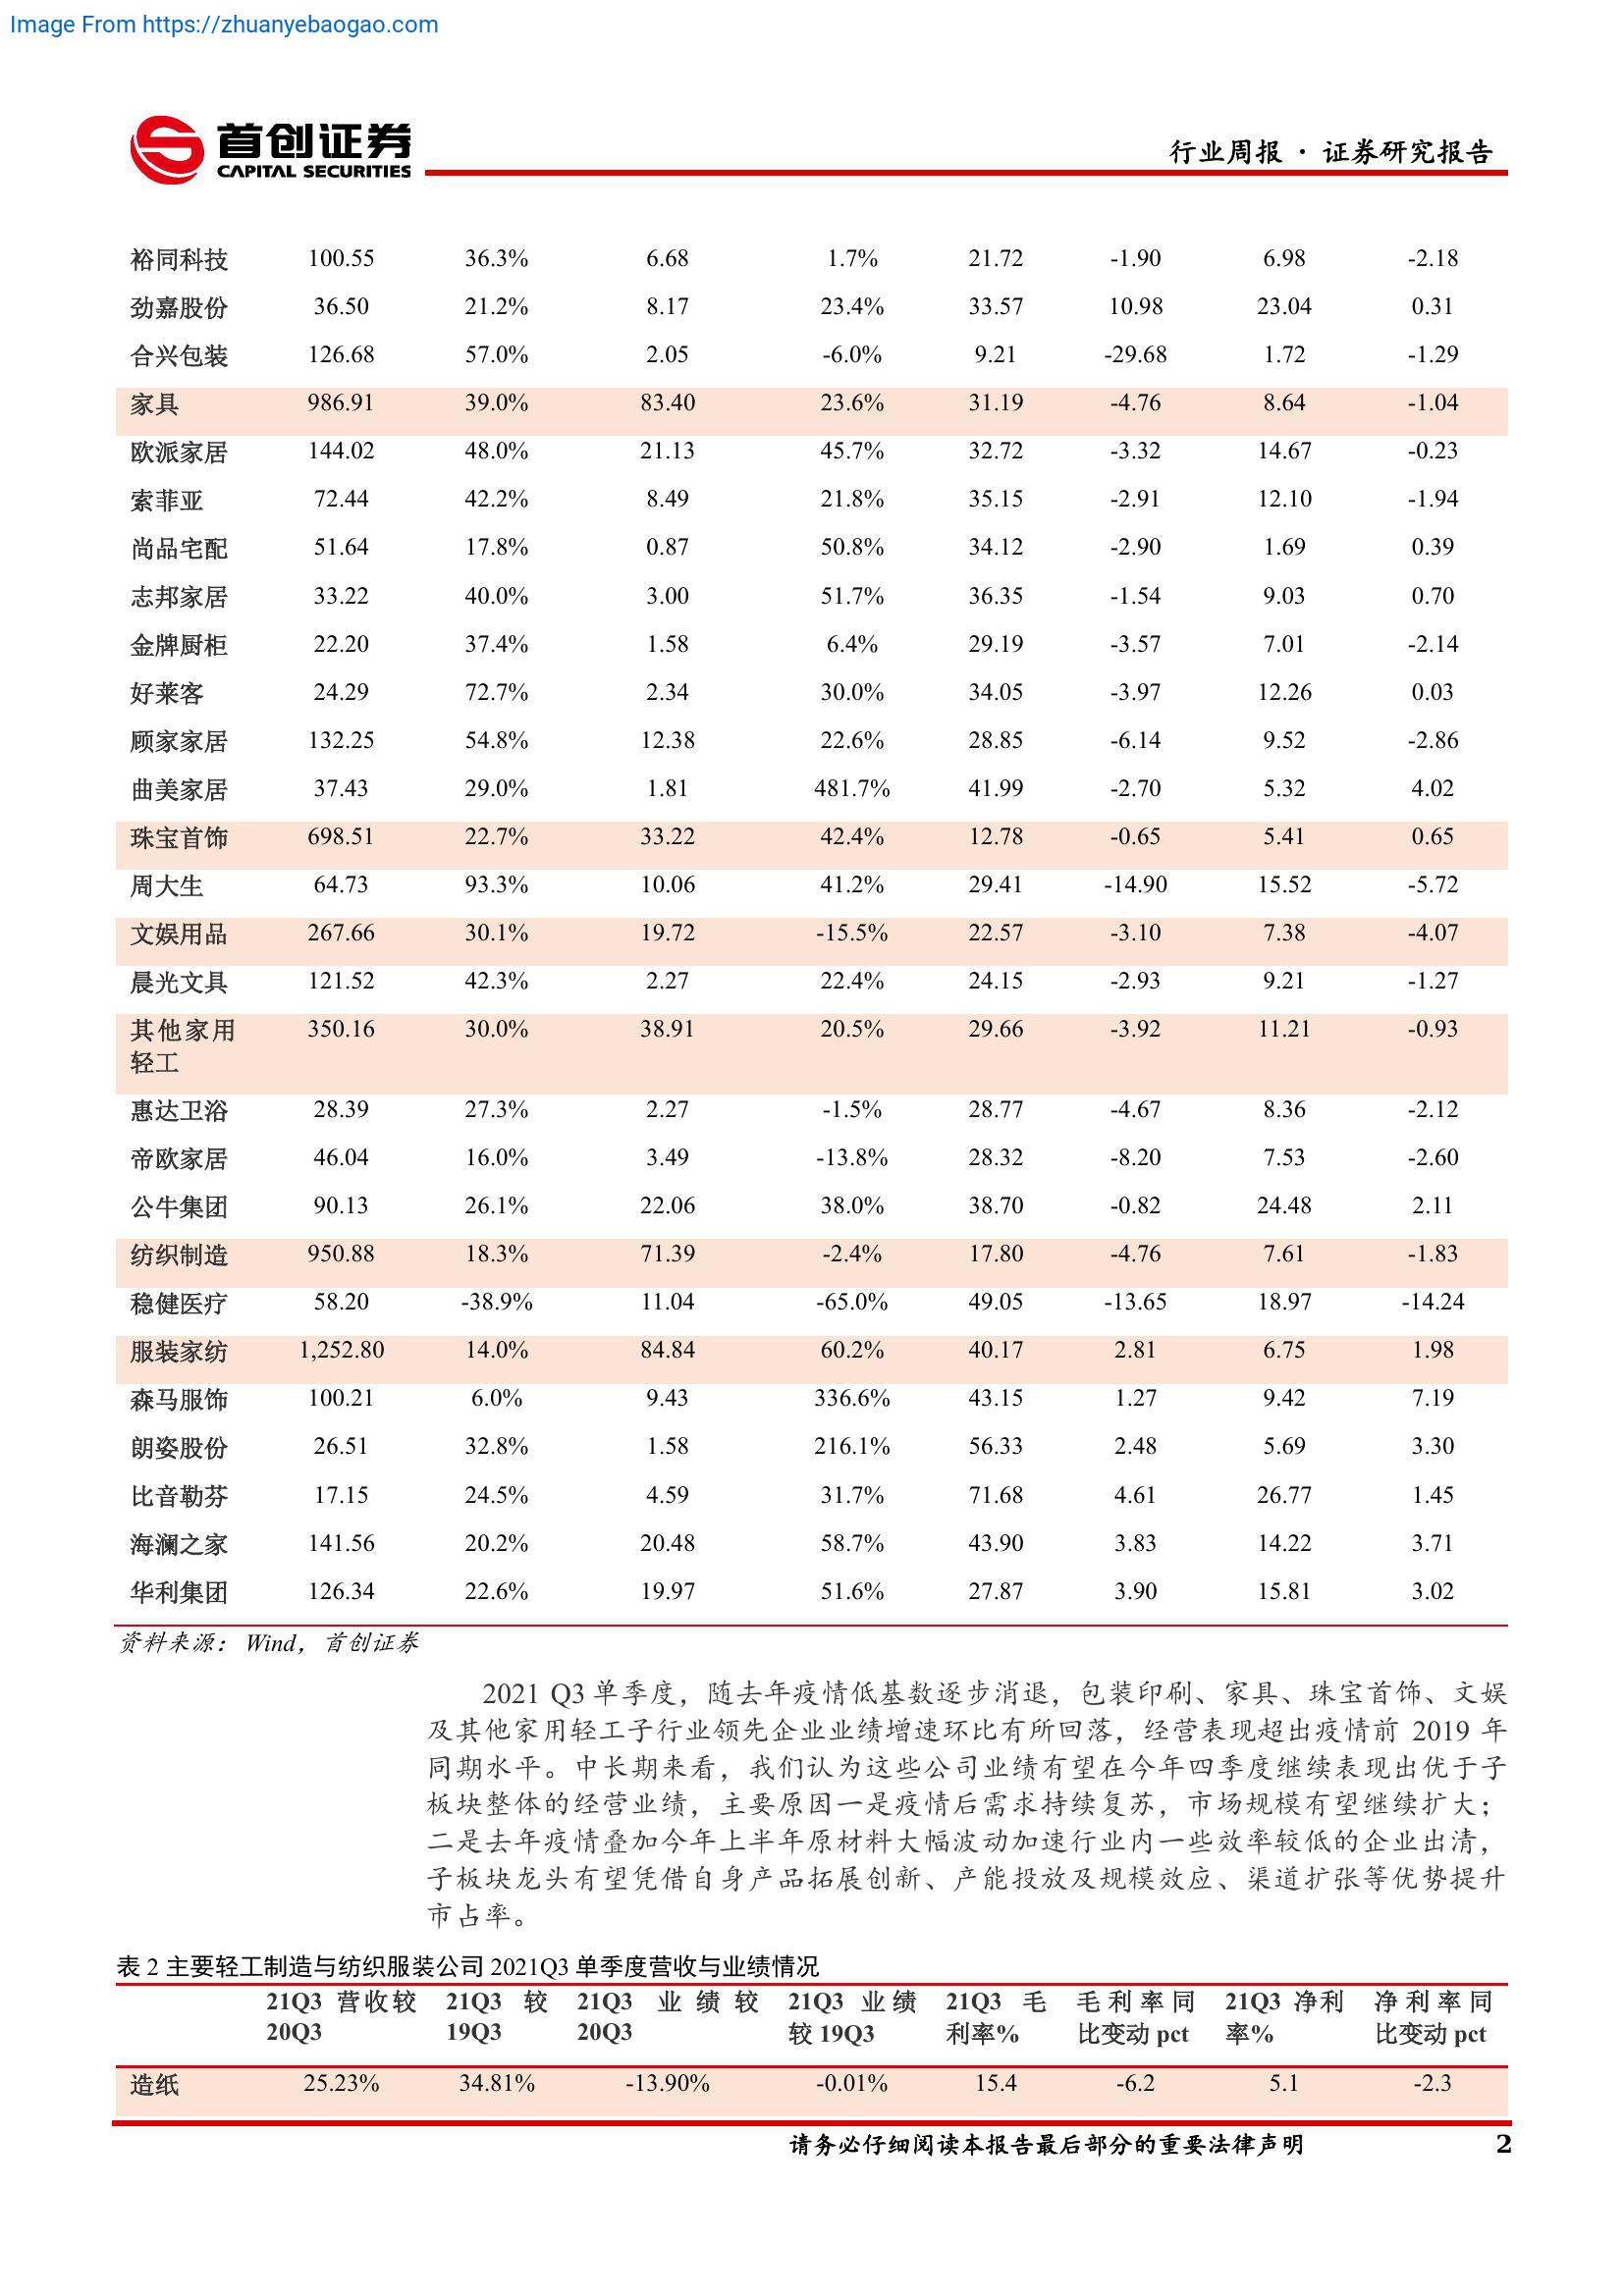 Image From https://zhuanyebaogao.com
首创证券
CAPITAL SECURITIES
行业周报 · 证券研究报告
裕同科技 100.55 36.3% 6.68 1.7% 21.72 -1.90 6.98 -2.18
劲嘉股份 36.50 21.2% 8.17 23.4% 33.57 10.98 23.04 0.31
合兴包装 126.68 57.0% 2.05 -6.0% 9.21 -29.68 1.72 -1.29
家具 986.91 39.0% 83.40 23.6% 31.19 -4.76 8.64 -1.04
欧派家居 144.02 48.0% 21.13 45.7% 32.72 -3.32 14.67 -0.23
索菲亚 72.44 42.2% 8.49 21.8% 35.15 -2.91 12.10 -1.94
尚品宅配 51.64 17.8% 0.87 50.8% 34.12 -2.90 1.69 0.39
志邦家居 33.22 40.0% 3.00 51.7% 36.35 -1.54 9.03 0.70
金牌厨柜 22.20 37.4% 1.58 6.4% 29.19 -3.57 7.01 -2.14
好莱客 24.29 72.7% 2.34 30.0% 34.05 -3.97 12.26 0.03
顾家家居 132.25 54.8% 12.38 22.6% 28.85 -6.14 9.52 -2.86
曲美家居 37.43 29.0% 1.81 481.7% 41.99 -2.70 5.32 4.02
珠宝首饰 698.51 22.7% 33.22 42.4% 12.78 -0.65 5.41 0.65
周大生 64.73 93.3% 10.06 41.2% 29.41 -14.90 15.52 -5.72
文娱用品 267.66 30.1% 19.72 -15.5% 22.57 -3.10 7.38 -4.07
晨光文具 121.52 42.3% 2.27 22.4% 24.15 -2.93 9.21 -1.27
其他家用 350.16 30.0% 38.91 20.5% 29.66 -3.92 11.21 -0.93
轻工
惠达卫浴 28.39 27.3% 2.27 -1.5% 28.77 -4.67 8.36 -2.12
帝欧家居 46.04 16.0% 3.49 -13.8% 28.32 -8.20 7.53 -2.60
公牛集团 90.13 26.1% 22.06 38.0% 38.70 -0.82 24.48 2.11
纺织制造 950.88 18.3% 71.39 -2.4% 17.80 -4.76 7.61 -1.83
稳健医疗 58.20 -38.9% 11.04 -65.0% 49.05 -13.65 18.97 -14.24
服装家纺 1,252.80 14.0% 84.84 60.2% 40.17 2.81 6.75 1.98
森马服饰 100.21 6.0% 9.43 336.6% 43.15 1.27 9.42 7.19
朗姿股份 26.51 32.8% 1.58 216.1% 56.33 2.48 5.69 3.30
比音勒芬 17.15 24.5% 4.59 31.7% 71.68 4.61 26.77 1.45
海澜之家 141.56 20.2% 20.48 58.7% 43.90 3.83 14.22 3.71
华利集团 126.34 22.6% 19.97 51.6% 27.87 3.90 15.81 3.02
资料来源：Wind，首创证券
2021 Q3 单季度，随去年疫情低基数逐步消退，包装印刷、家具、珠宝首饰、文娱
及其他家用轻工子行业领先企业业绩增速环比有所回落，经营表现超出疫情前 2019 年
同期水平。中长期来看，我们认为这些公司业绩有望在今年四季度继续表现出优于子
板块整体的经营业绩，主要原因一是疫情后需求持续复苏，市场规模有望继续扩大；
二是去年疫情叠加今年上半年原材料大幅波动加速行业内一些效率较低的企业出清，
子板块龙头有望凭借自身产品拓展创新、产能投放及规模效应、渠道扩张等优势提升
市占率。
表 2 主要轻工制造与纺织服装公司 2021Q3 单季度营收与业绩情况
21Q3 营收较 21Q3 较 21Q3 业绩较 21Q3 业绩 21Q3 毛 毛利率同 21Q3 净利 净利率同
20Q3 19Q3 20Q3 较 19Q3 利率% 比变动 pct 率% 比变动 pct
造纸 25.23% 34.81% -13.90% -0.01% 15.4 -6.2 5.1 -2.3
请务必仔细阅读本报告最后部分的重要法律声明 2